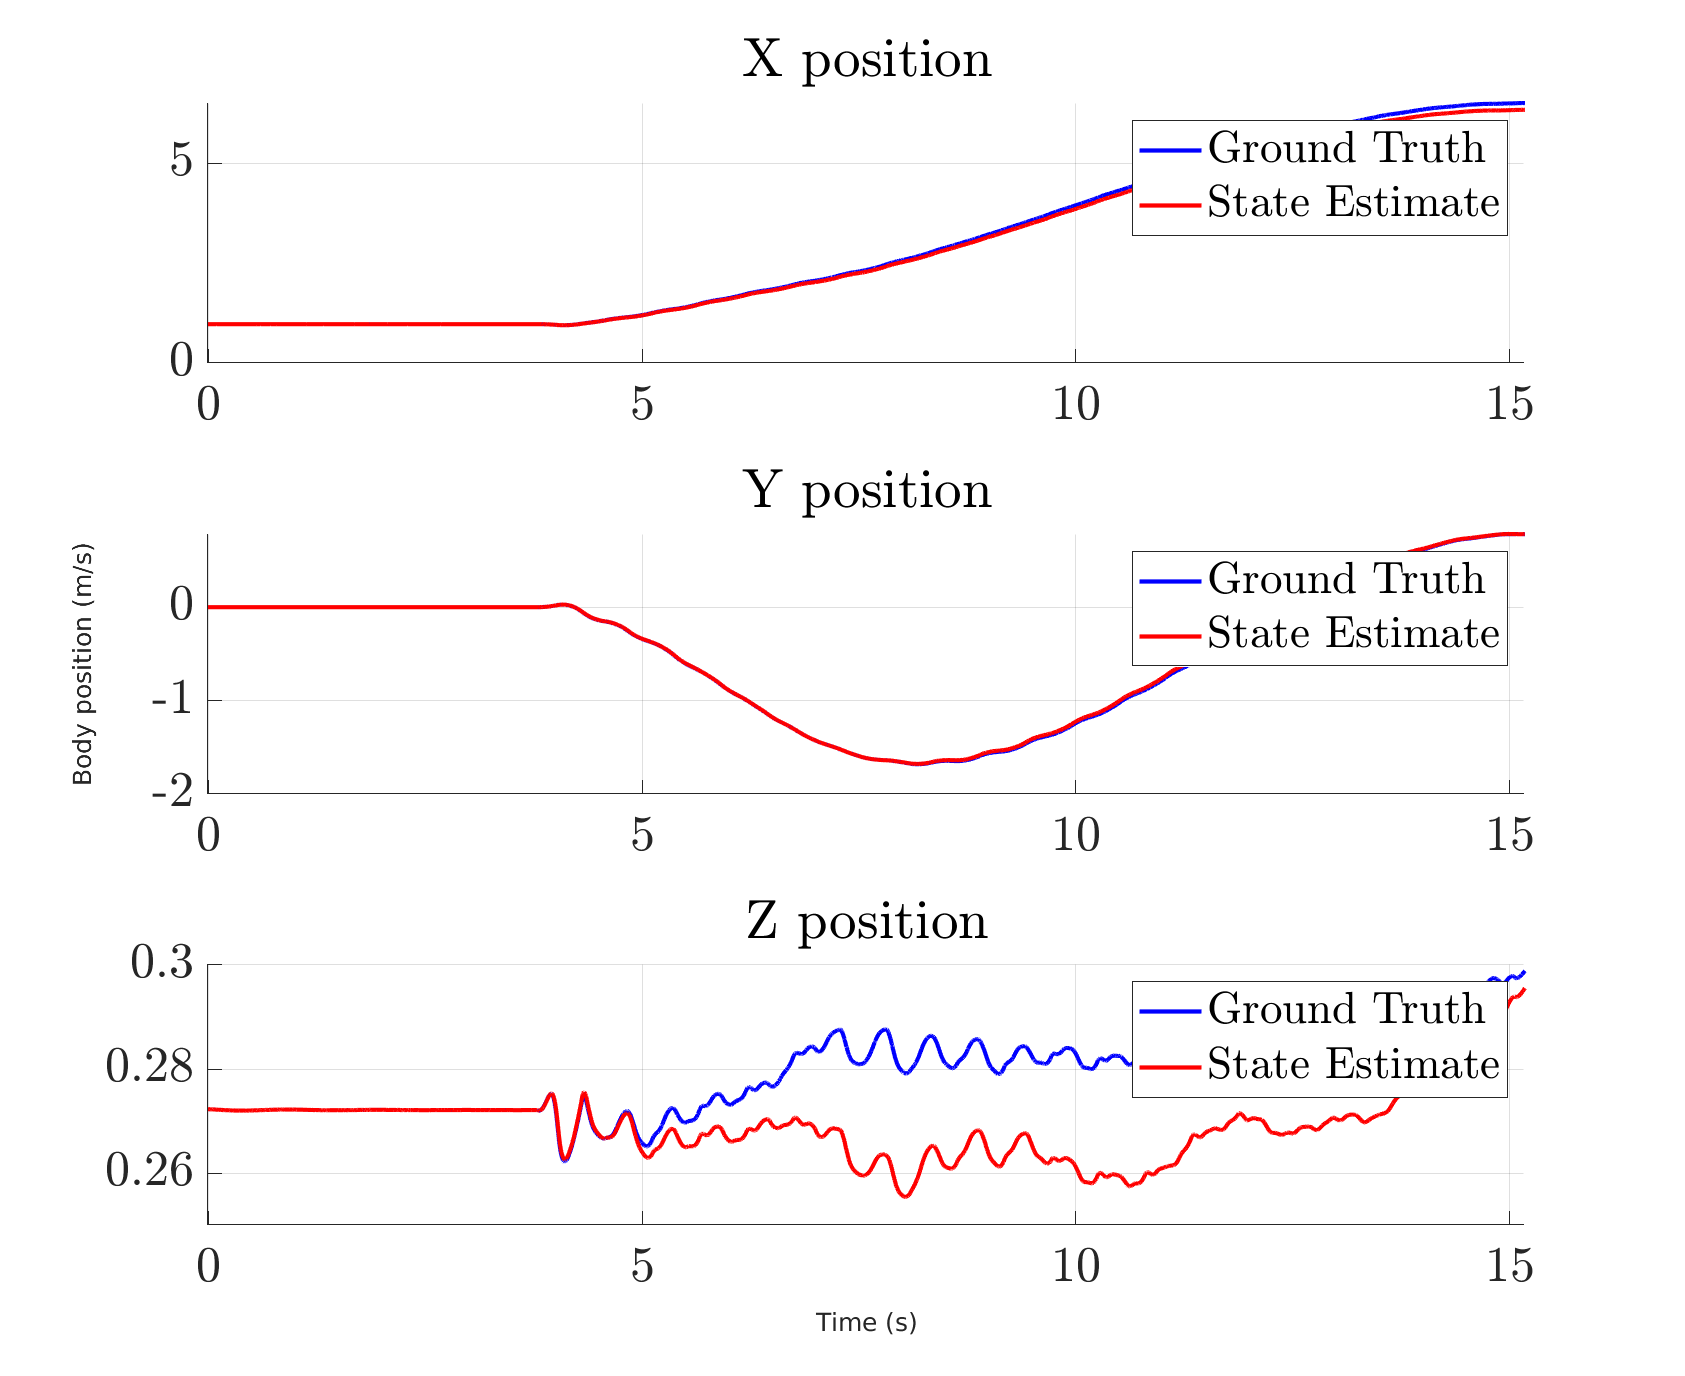 X position
5
0
0 5 10 15
Ground Truth
State Estimate
Y position
Body position (m/s)
0
-1
-2
0 5 10 15
Ground Truth
State Estimate
Z position
0.3
0.28
0.26
0 5 10 15
Ground Truth
State Estimate
Time (s)